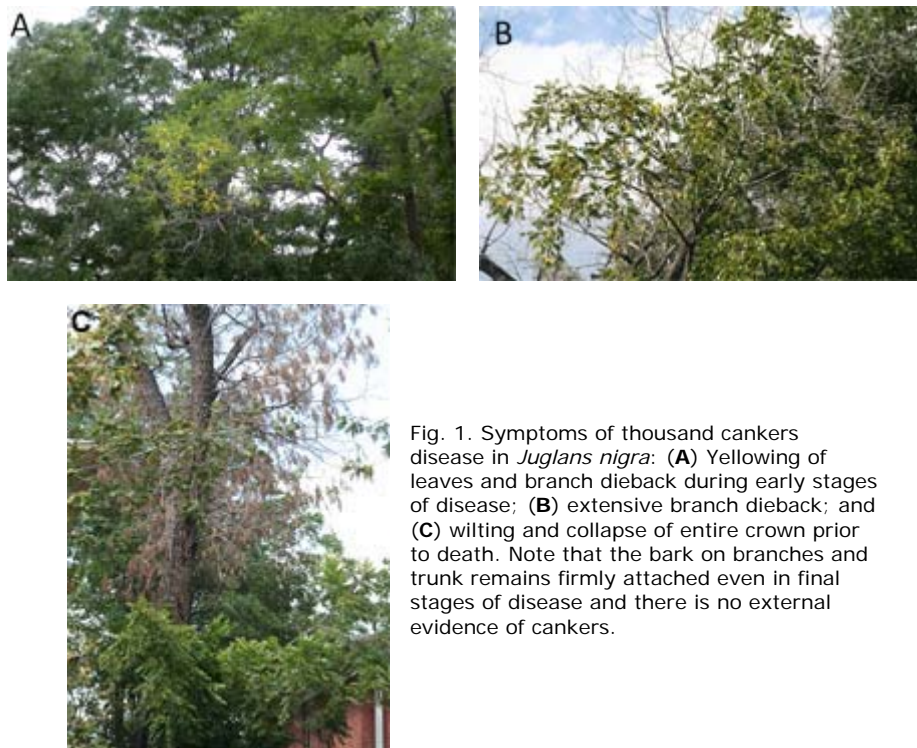 A
B
C
Fig. 1. Symptoms of thousand cankers
disease in Juglans nigra: (A) Yellowing of
leaves and branch dieback during early stages
of disease; (B) extensive branch dieback; and
(C) wilting and collapse of entire crown prior
to death. Note that the bark on branches and
trunk remains firmly attached even in final
stages of disease and there is no external
evidence of cankers.